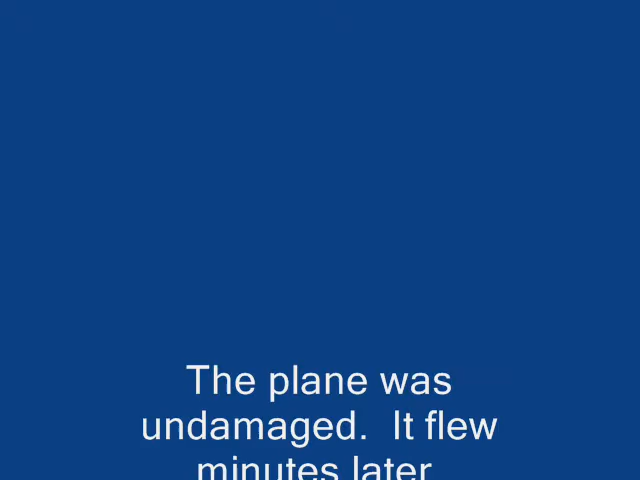 The plane was
undamaged.  It flew
minutes later